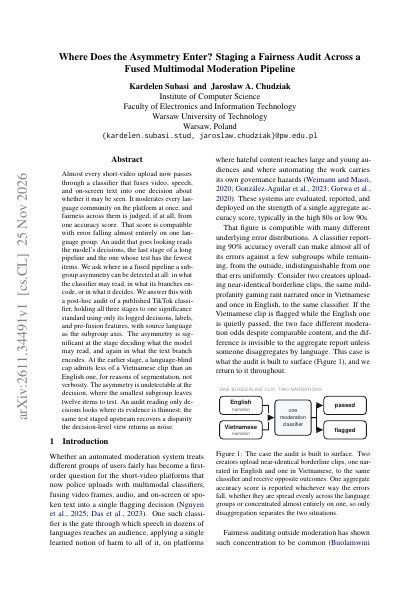 Where Does the Asymmetry Enter? Staging a Fairness Audit Across a
Fused Multimodal Moderation Pipeline
Kardelen Subasi and Jaroslaw A. Chudziak
Institute of Computer Science
Faculty of Electronics and Information Technology
Warsaw University of Technology
Warsaw, Poland
{kardelen.subasi.stud, jaroslaw.chudziak}@pw.edu.pl
arXiv:2611.34491v1 [cs.CL] 25 Nov 2026
Abstract
Almost every short-video upload now passes
through a classifier that fuses video, speech,
and on-screen text into one decision about
whether it may be seen. It moderates every lan-
guage community on the platform at once, and
fairness across them is judged, if at all, from
one accuracy score. That score is compatible
with error falling almost entirely on one lan-
guage group. An audit that goes looking reads
the model's decisions, the last stage of a long
pipeline and the one whose test has the fewest
items. We ask where in a fused pipeline a sub-
group asymmetry can be detected at all: in what
the classifier may read, in what its branches en-
code, or in what it decides. We answer this with
a post-hoc audit of a published TikTok classi-
fier, holding all three stages to one significance
standard using only its logged decisions, labels,
and pre-fusion features, with source language
as the subgroup axis. The asymmetry is sig-
nificant at the stage deciding what the model
may read, and again in what the text branch
encodes. At the earlier stage, a language-blind
cap admits less of a Vietnamese clip than an
English one, for reasons of segmentation, not
verbosity. The asymmetry is undetectable at the
decision, where the smallest subgroup leaves
twelve items to test. An audit reading only de-
cisions looks where its evidence is thinnest; the
same test staged upstream recovers a disparity
the decision-level view returns as noise.
1 Introduction
Whether an automated moderation system treats
different groups of users fairly has become a first-
order question for the short-video platforms that
now police uploads with multimodal classifiers,
fusing video frames, audio, and on-screen or spo-
ken text into a single flagging decision (Nguyen
et al., 2025; Das et al., 2023). One such classi-
fier is the gate through which speech in dozens of
languages reaches an audience, applying a single
learned notion of harm to all of it, on platforms
where hateful content reaches large and young au-
diences and where automating the work carries
its own governance hazards (Weimann and Masri,
2020; González-Aguilar et al., 2023; Gorwa et al.,
2020). These systems are evaluated, reported, and
deployed on the strength of a single aggregate ac-
curacy score, typically in the high 80s or low 90s.
That figure is compatible with many different
underlying error distributions. A classifier report-
ing 90% accuracy overall can make almost all of
its errors against a few subgroups while remain-
ing, from the outside, indistinguishable from one
that errs uniformly. Consider two creators upload-
ing near-identical borderline clips, the same mild-
profanity gaming rant narrated once in Vietnamese
and once in English, to the same classifier. If the
Vietnamese clip is flagged while the English one
is quietly passed, the two face different moderation
odds despite comparable content, and the dif-
ference is invisible to the aggregate report unless
someone disaggregates by language. This case is
what the audit is built to surface (Figure 1), and we
return to it throughout.
ONE BORDERLINE CLIP, TWO NARRATIONS
English
narration
Vietnamese
narration
one
moderation
classifier
passed
flagged
Figure 1: The case the audit is built to surface. Two
creators upload near-identical borderline clips, one nar-
rated in English and one in Vietnamese, to the same
classifier and receive opposite outcomes. One aggregate
accuracy score is reported whichever way the errors
fall, whether they are spread evenly across the language
groups or concentrated almost entirely on one, so only
disaggregation separates the two situations.
Fairness auditing outside moderation has shown
such concentration to be common (Buolamwini